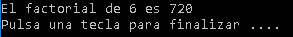 El factorial de 6 es 720
Pulsa una tecla para finalizar ....